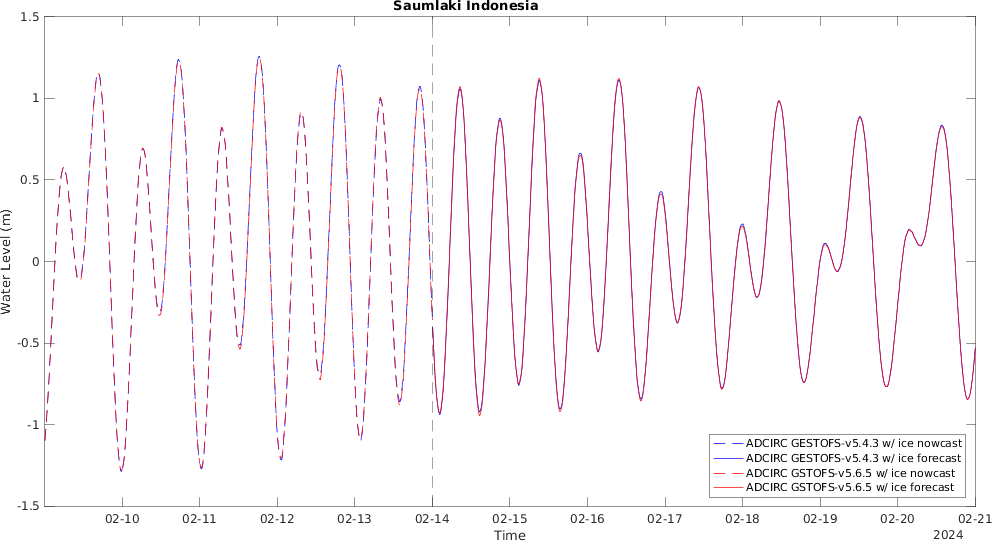 Saumlaki Indonesia
1.5
1
0.5
0
-0.5
-1
-1.5
Water Level (m)
ADCIRC GESTOFS-v5.4.3 w/ ice nowcast
ADCIRC GESTOFS-v5.4.3 w/ ice forecast
ADCIRC GSTOFS-v5.6.5 w/ ice nowcast
ADCIRC GSTOFS-v5.6.5 w/ ice forecast
02-10 02-11 02-12 02-13 02-14 02-15 02-16 02-17 02-18 02-19 02-20 02-21
Time
2024